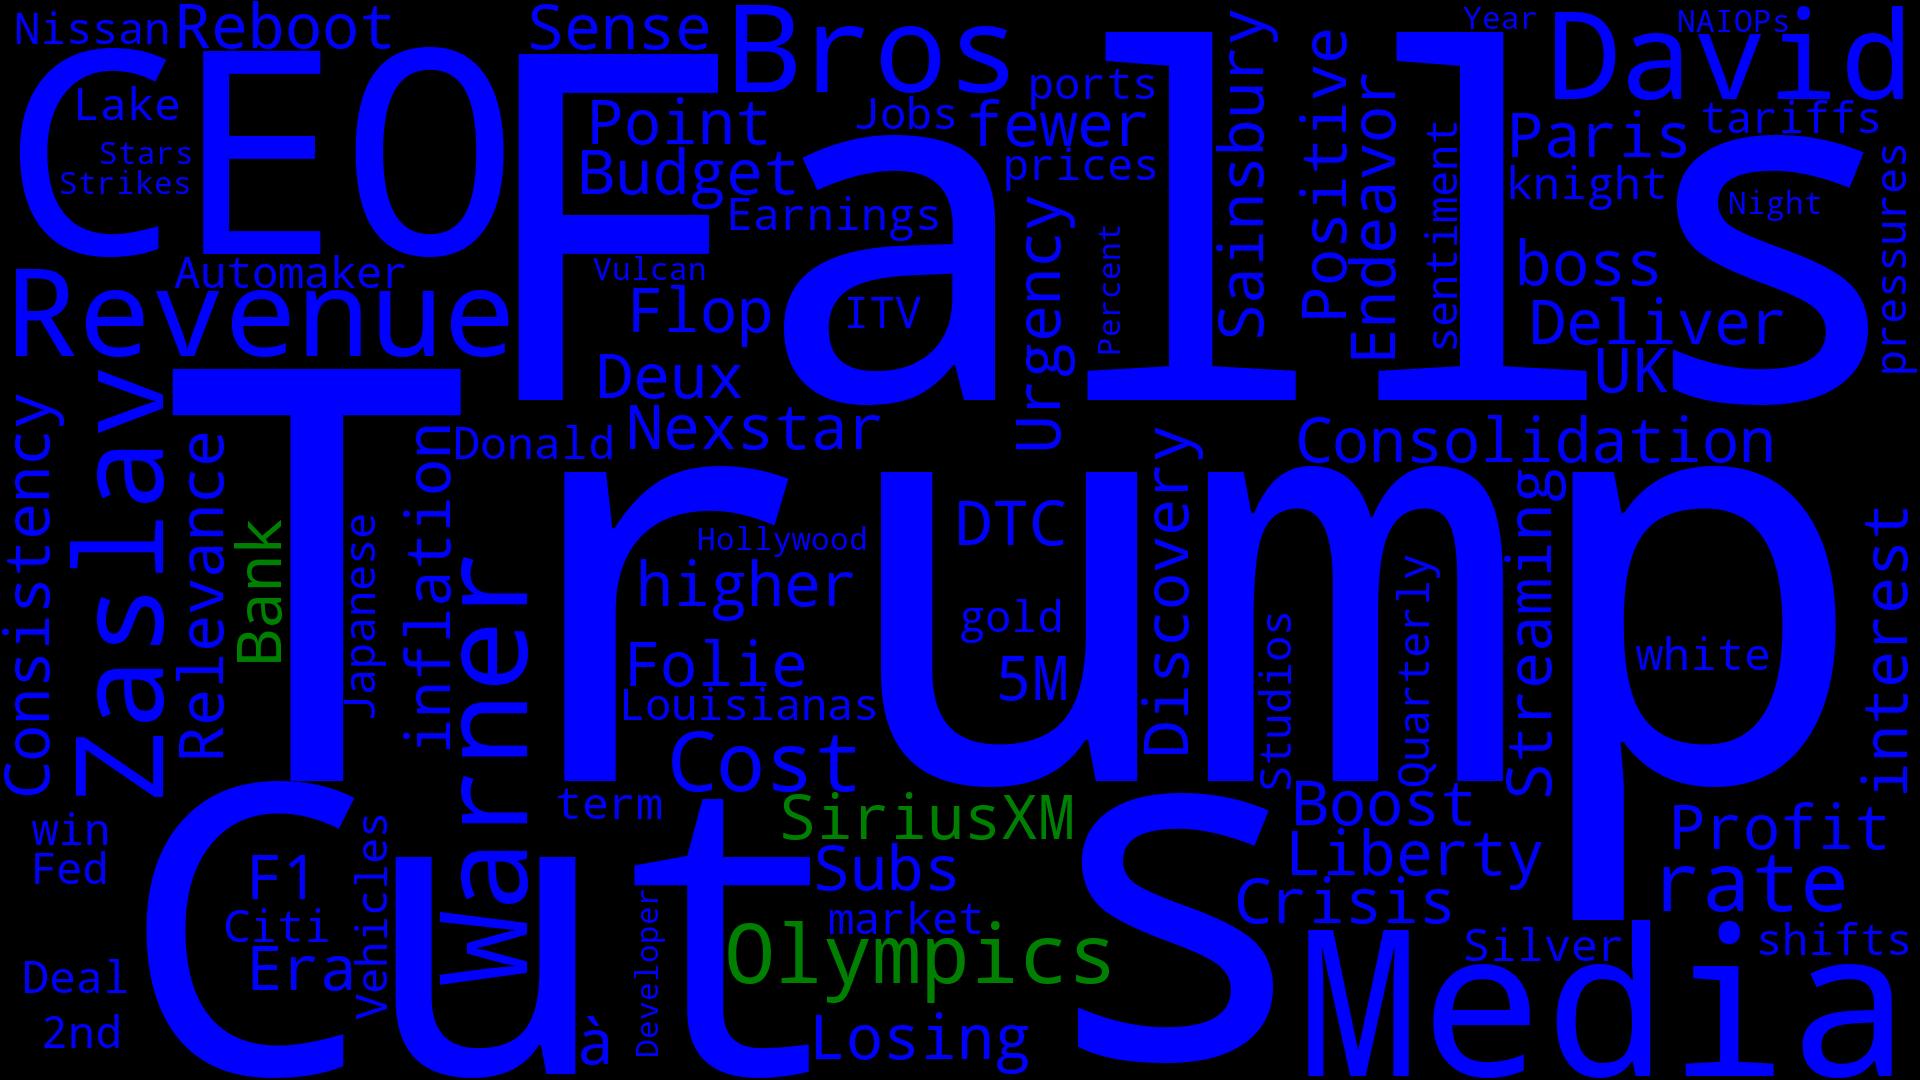 Nissan
Reboot
Sense
Bros
Year
NAIOPs
David
CEO
Falls
Lake
Stars
Strikes
Point
Jobs
ports
fewer
prices
Budget
Earnings
Sainsbury
Positive
Endeavor
sentiment
Paris
tariffs
knight
Night
pressures
Revenue
Automaker
Vulcan
Flop
ITV
Urgency
Percent
boss
Deliver
UK
Deux
Nexstar
Consistency
Zaslav
Trump
Relevance
Bank
Japanese
inflation
Donald
Warner
Hollywood
higher
DTC
gold
5M
Folie
Louisianas
Discovery
Consolidation
Studios
Quarterly
Streaming
white
interest
Cost
term
SiriusXM
Boost
Profit
win
Fed
Cuts
F1
Citi
Era
Vehicles
Subs
Liberty
Crisis
rate
market
Olympics
Developer
Media
Silver
shifts
Deal
2nd
à
Losing